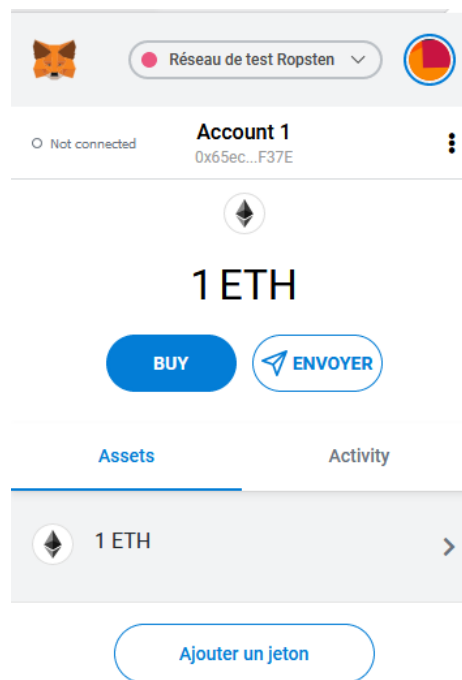 Réseau de test Ropsten
Not connected
Account 1
0x65ec...F37E
1 ETH
BUY
ENVOYER
Assets
Activity
1 ETH
Ajouter un jeton